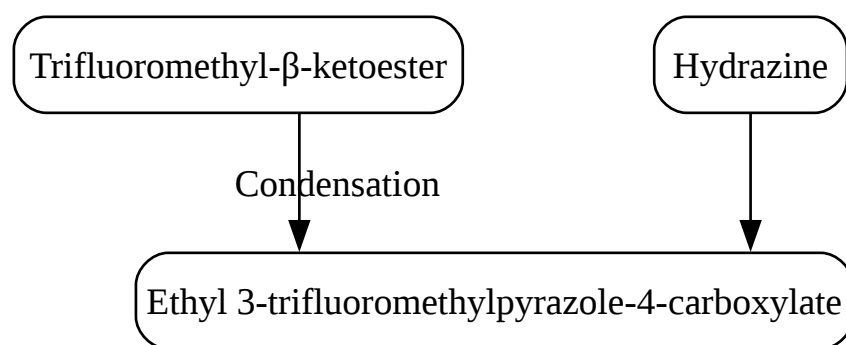 Trifluoromethyl-β-ketoester
Hydrazine
Condensation
Ethyl 3-trifluoromethylpyrazole-4-carboxylate